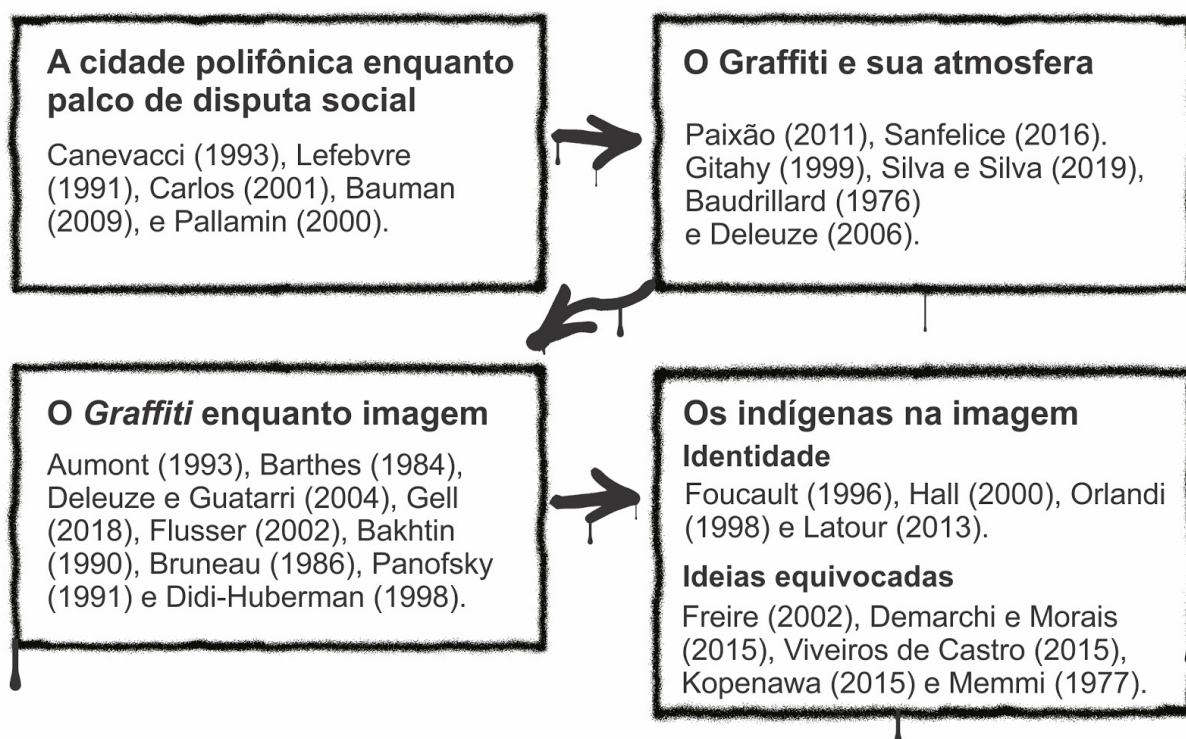 A cidade polifônica enquanto
palco de disputa social
Canevacci (1993), Lefebvre
(1991), Carlos (2001), Bauman
(2009), e Pallamin (2000).
O Graffiti e sua atmosfera
Paixão (2011), Sanfelice (2016).
Gitahy (1999), Silva e Silva (2019),
Baudrillard (1976)
e Deleuze (2006).
O Graffiti enquanto imagem
Aumont (1993), Barthes (1984),
Deleuze e Guatarri (2004), Gell
(2018), Flusser (2002), Bakhtin
(1990), Bruneau (1986), Panofsky
(1991) e Didi-Huberman (1998).
Os indígenas na imagem
Identidade
Foucault (1996), Hall (2000), Orlandi
(1998) e Latour (2013).
Ideias equivocadas
Freire (2002), Demarchi e Morais
(2015), Viveiros de Castro (2015),
Kopenawa (2015) e Memmi (1977).